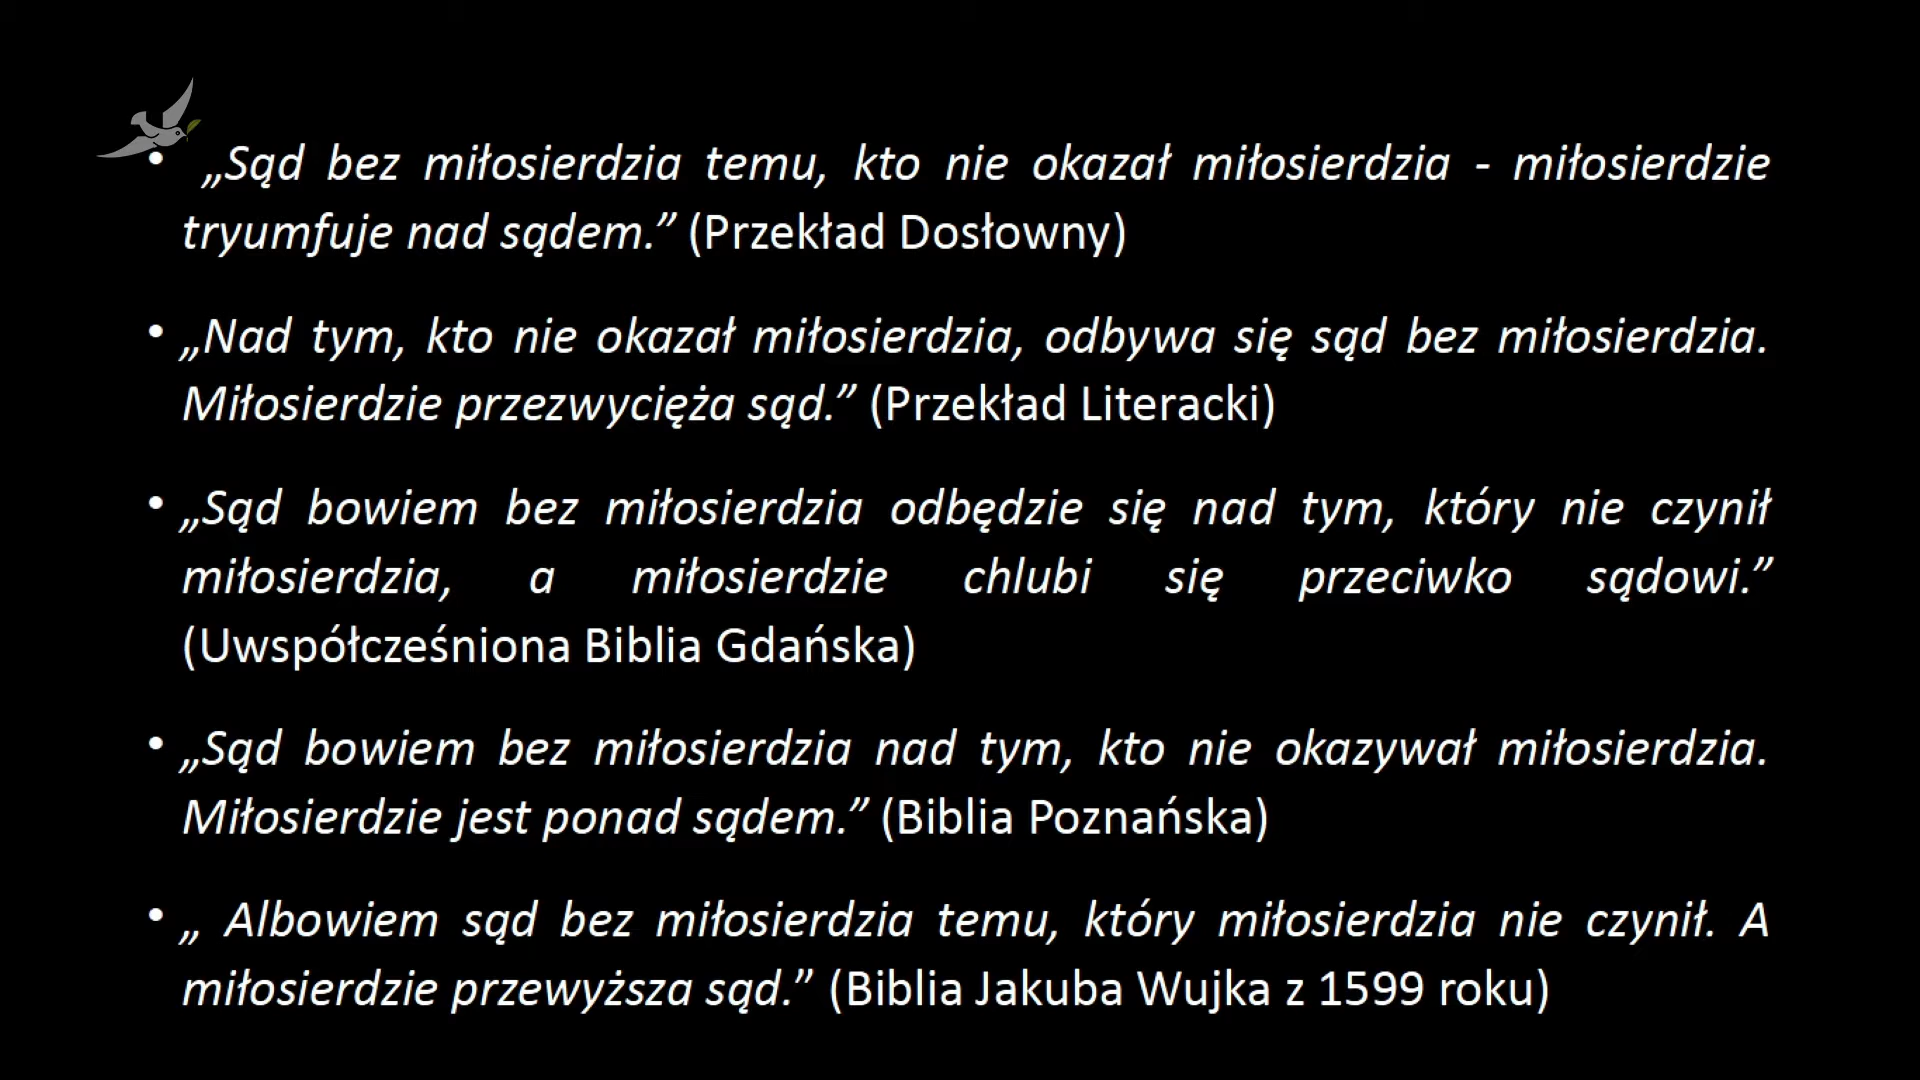 • „Sąd bez miłosierdzia temu, kto nie okazał miłosierdzia - miłosierdzie
tryumfuje nad sądem.” (Przekład Dosłowny)
• „Nad tym, kto nie okazał miłosierdzia, odbywa się sąd bez miłosierdzia.
Miłosierdzie przezwycięża sąd.” (Przekład Literacki)
• „Sąd bowiem bez miłosierdzia odbędzie się nad tym, który nie czynił
miłosierdzia, a miłosierdzie chlubi się przeciwko sądowi.”
(Uwspółcześniona Biblia Gdańska)
• „Sąd bowiem bez miłosierdzia nad tym, kto nie okazywał miłosierdzia.
Miłosierdzie jest ponad sądem.” (Biblia Poznańska)
• „ Albowiem sąd bez miłosierdzia temu, który miłosierdzia nie czynił. A
miłosierdzie przewyższa sąd.” (Biblia Jakuba Wujka z 1599 roku)